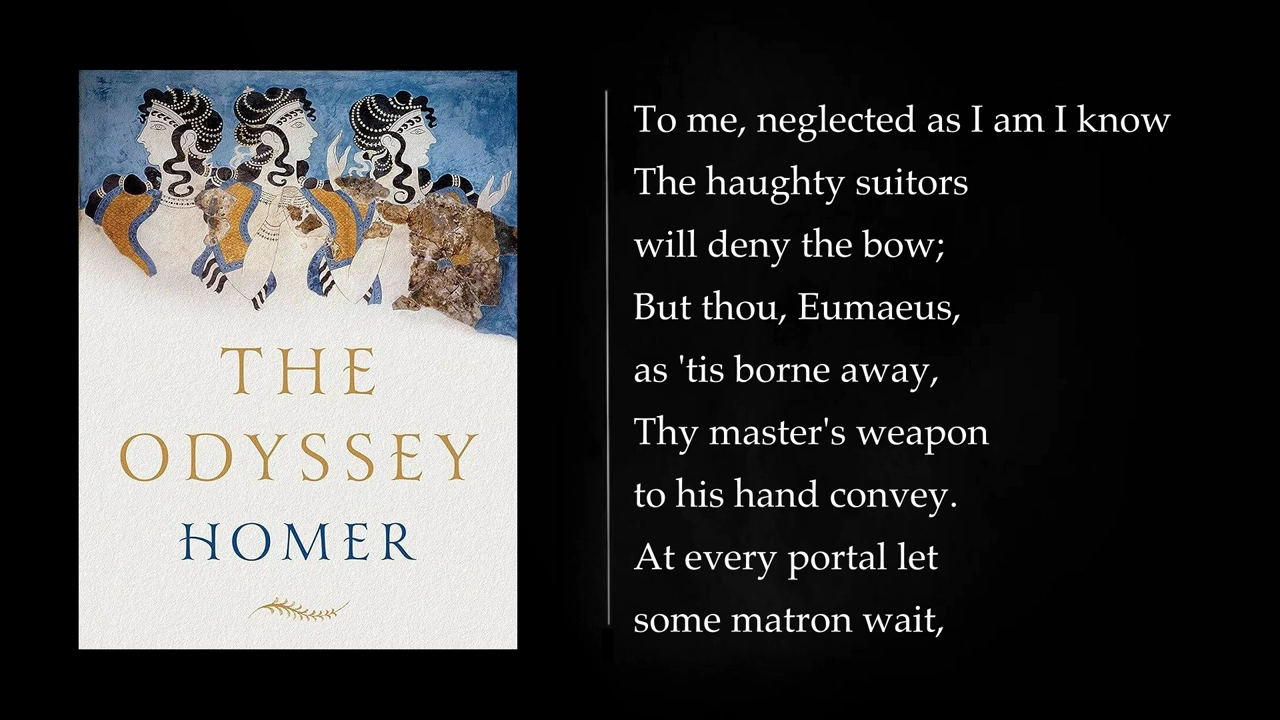 THE
ODYSSEY
HOMER
To me, neglected as I am I know
The haughty suitors
will deny the bow;
But thou, Eumaeus,
as 'tis borne away,
Thy master's weapon
to his hand convey.
At every portal let
some matron wait,